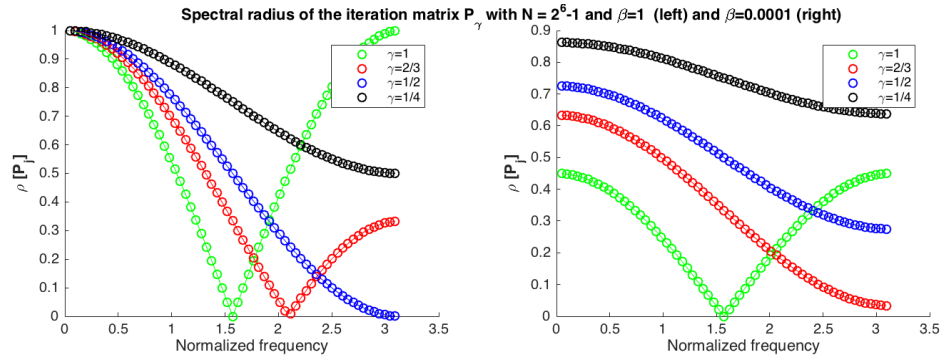 Spectral radius of the iteration matrix Pγ with N = 2^6-1 and β=1 (left) and β=0.0001 (right)
ρ [Pj]
1
0.9
0.8
0.7
0.6
0.5
0.4
0.3
0.2
0.1
0
0 0.5 1 1.5 2 2.5 3 3.5
Normalized frequency
γ=1
γ=2/3
γ=1/2
γ=1/4
ρ [Pj]
0.9
0.8
0.7
0.6
0.5
0.4
0.3
0.2
0.1
0
0 0.5 1 1.5 2 2.5 3 3.5
Normalized frequency
γ=1
γ=2/3
γ=1/2
γ=1/4